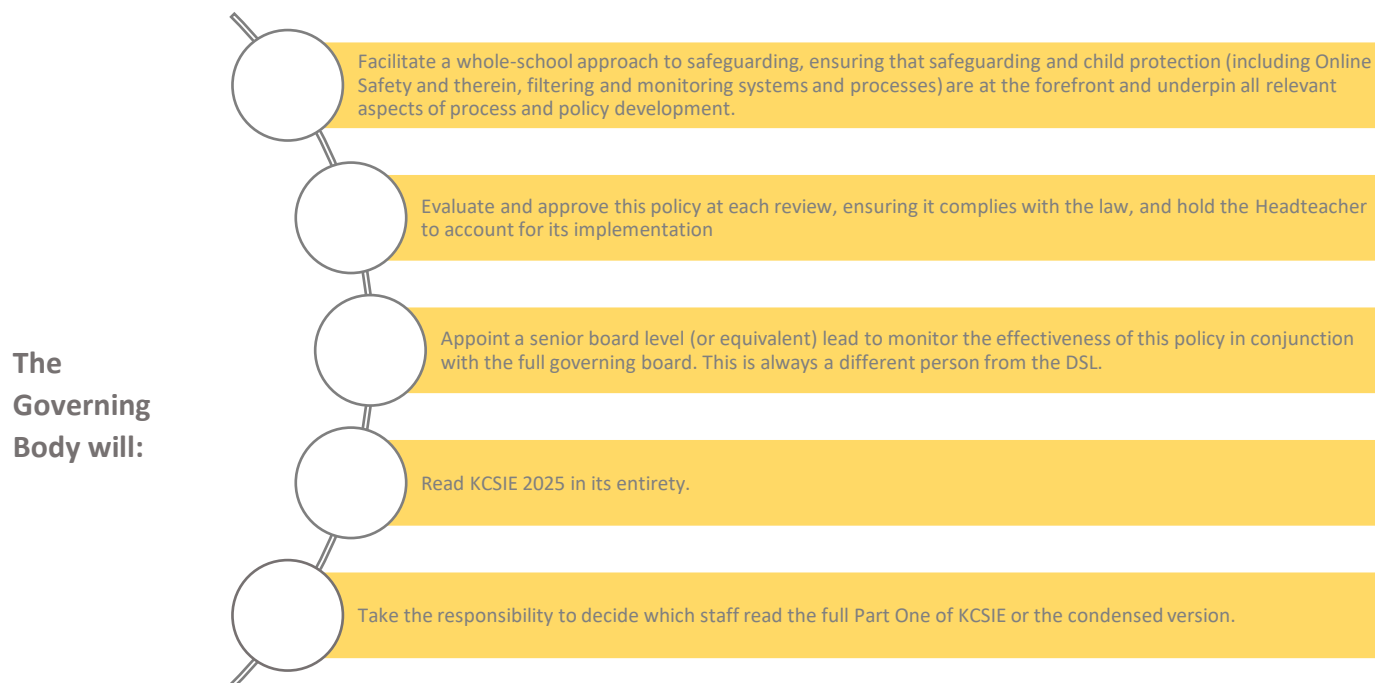 The
Governing
Body will:
Facilitate a whole-school approach to safeguarding, ensuring that safeguarding and child protection (including Online
Safety and therein, filtering and monitoring systems and processes) are at the forefront and underpin all relevant
aspects of process and policy development.
Evaluate and approve this policy at each review, ensuring it complies with the law, and hold the Headteacher
to account for its implementation
Appoint a senior board level (or equivalent) lead to monitor the effectiveness of this policy in conjunction
with the full governing board. This is always a different person from the DSL.
Read KCSIE 2025 in its entirety.
Take the responsibility to decide which staff read the full Part One of KCSIE or the condensed version.